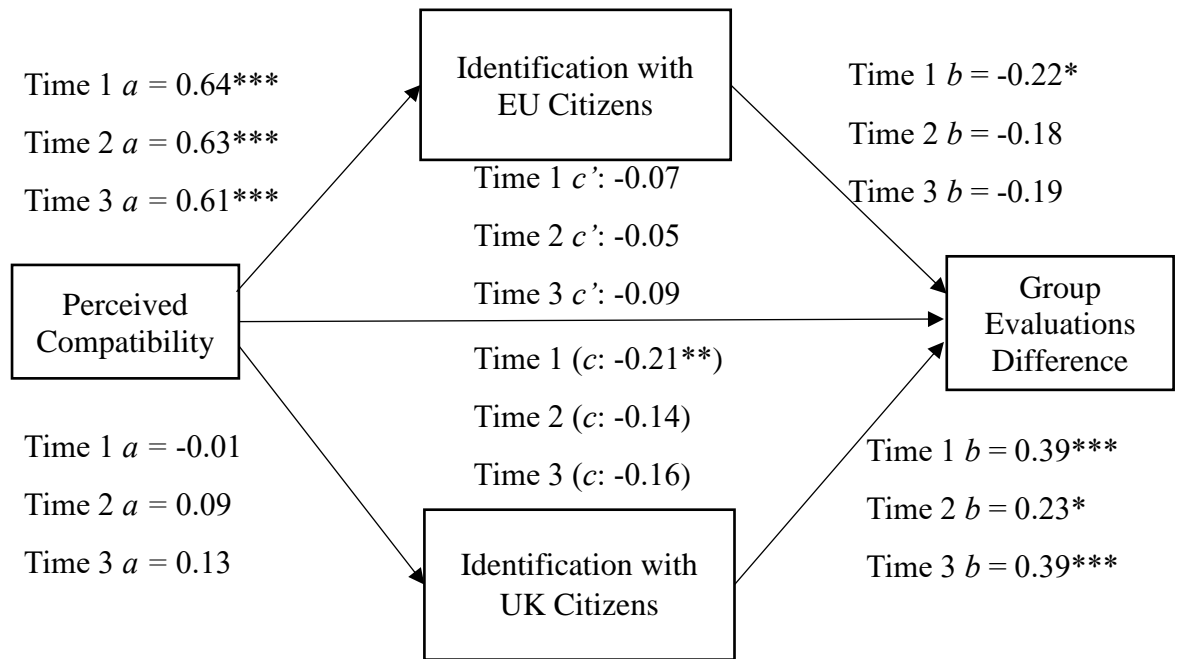 Time 1 a = 0.64***
Time 2 a = 0.63***
Time 3 a = 0.61***
Identification with
EU Citizens
Time 1 b = -0.22*
Time 2 b = -0.18
Time 3 b = -0.19
Time 1 c’: -0.07
Time 2 c’: -0.05
Time 3 c’: -0.09
Perceived
Compatibility
Group
Evaluations
Difference
Time 1 (c: -0.21**)
Time 2 (c: -0.14)
Time 3 (c: -0.16)
Time 1 a = -0.01
Time 2 a = 0.09
Time 3 a = 0.13
Identification with
UK Citizens
Time 1 b = 0.39***
Time 2 b = 0.23*
Time 3 b = 0.39***